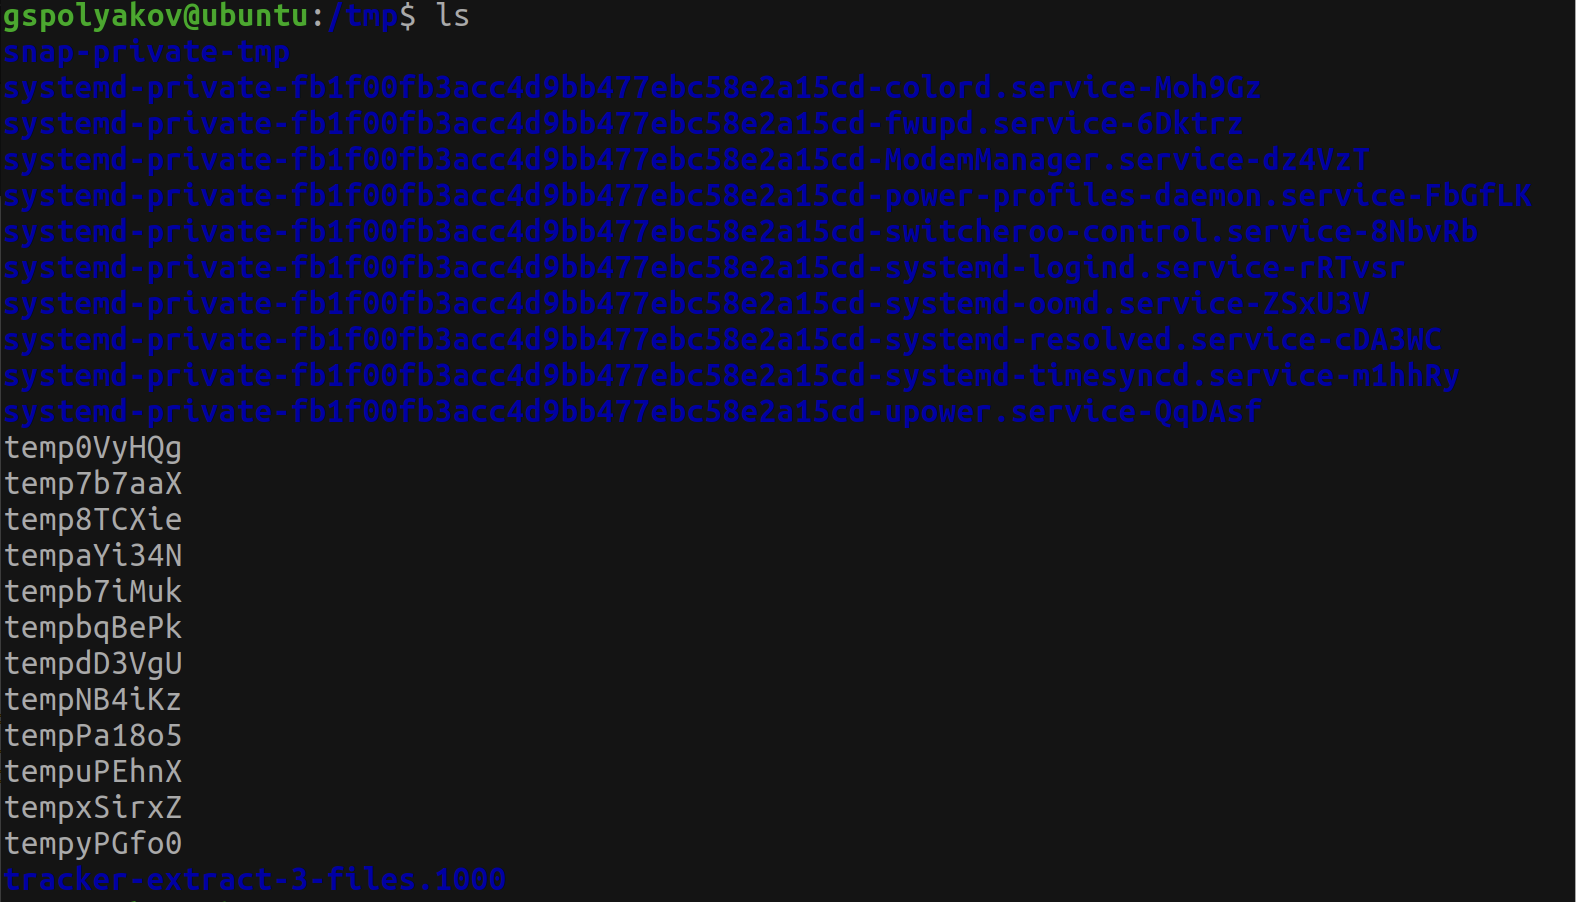 gspolyakov@ubuntu:/tmp$ ls
snap-private-tmp
systemd-private-fb1f00fb3acc4d9bb477ebc58e2a15cd-colord.service-Moh9Gz
systemd-private-fb1f00fb3acc4d9bb477ebc58e2a15cd-fwupd.service-6Dktrz
systemd-private-fb1f00fb3acc4d9bb477ebc58e2a15cd-ModemManager.service-dz4VzT
systemd-private-fb1f00fb3acc4d9bb477ebc58e2a15cd-power-profiles-daemon.service-FbGfLK
systemd-private-fb1f00fb3acc4d9bb477ebc58e2a15cd-switcheroo-control.service-8NbvRb
systemd-private-fb1f00fb3acc4d9bb477ebc58e2a15cd-systemd-logind.service-rRTvsr
systemd-private-fb1f00fb3acc4d9bb477ebc58e2a15cd-systemd-oomd.service-ZSxU3V
systemd-private-fb1f00fb3acc4d9bb477ebc58e2a15cd-systemd-resolved.service-cDA3WC
systemd-private-fb1f00fb3acc4d9bb477ebc58e2a15cd-systemd-timesyncd.service-m1hhRy
systemd-private-fb1f00fb3acc4d9bb477ebc58e2a15cd-upower.service-QqDAsf
temp0VyHQg
temp7b7aaX
temp8TCXie
tempaYi34N
tempb7iMuk
tempbqBePk
tempdD3VgU
tempNB4iKz
tempPa18o5
tempuPEhnX
tempxSirxZ
tempyPGfo0
tracker-extract-3-files.1000